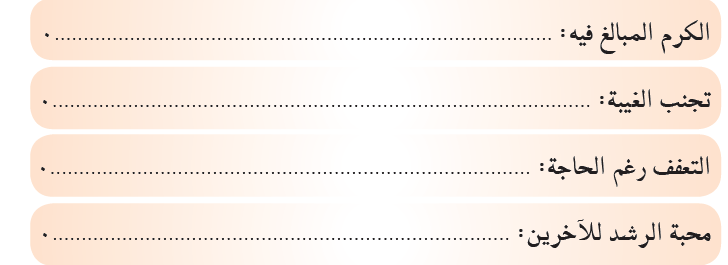 الكرم المبالغ فيه: .......................................................................................
تجنب الغيبة: ..............................................................................................
التعفف رغم الحاجة: ....................................................................................
محبة الرشد للآخرين: ................................................................................